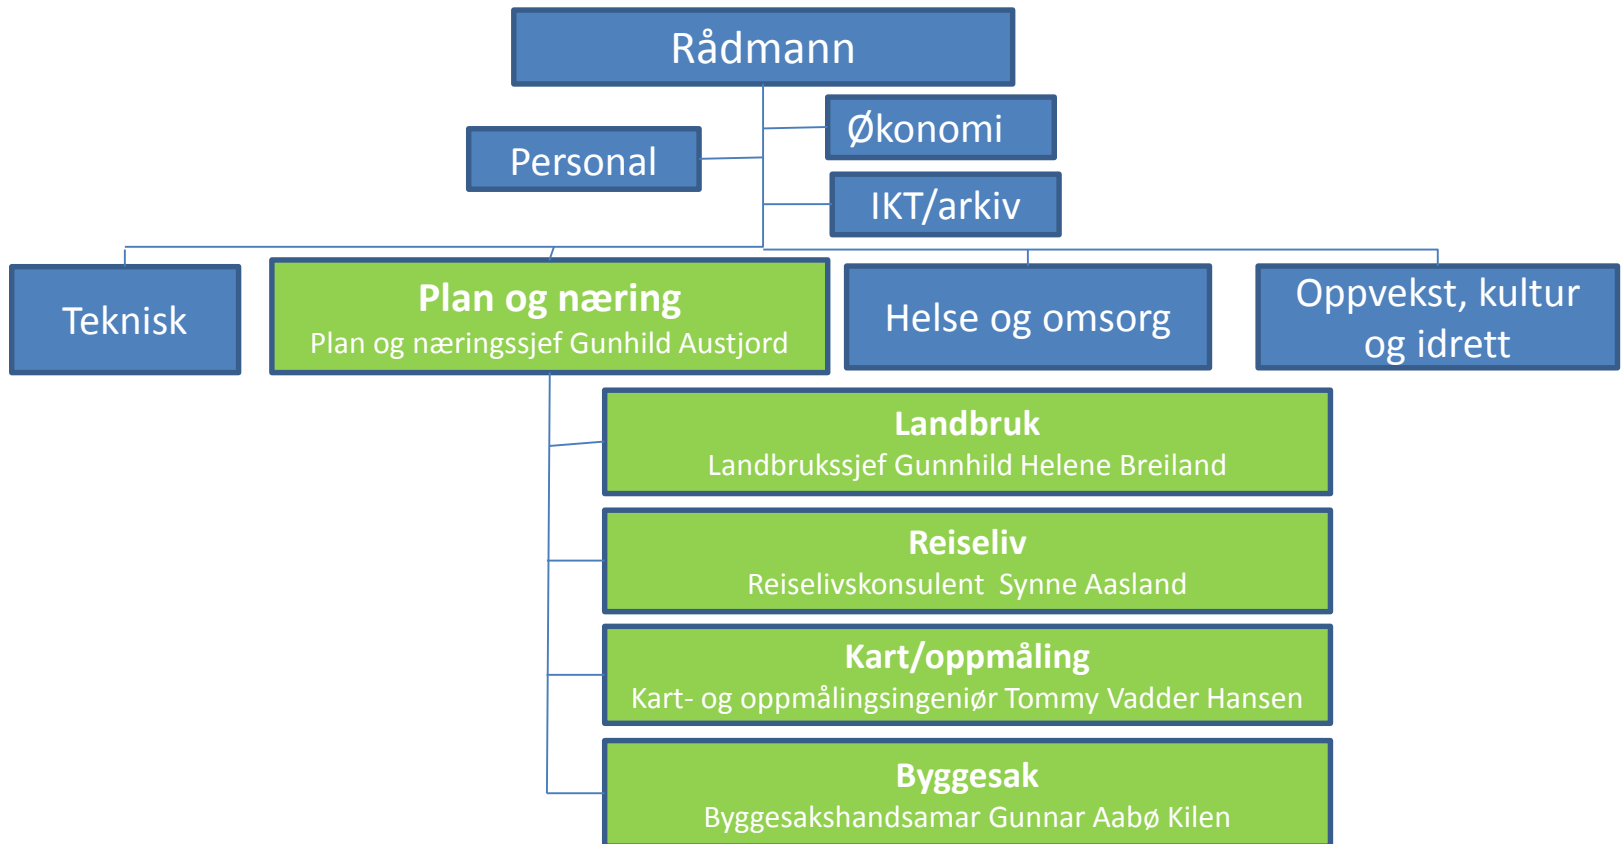 Rådmann
Økonomi
Personal
IKT/arkiv
Teknisk
Plan og næring
Plan og næringssjef Gunhild Austjord
Helse og omsorg
Oppvekst, kultur
og idrett
Landbruk
Landbrukssjef Gunnhild Helene Breiland
Reiseliv
Reiselivskonsulent  Synne Aasland
Kart/oppmåling
Kart- og oppmålingsingeniør Tommy Vadder Hansen
Byggesak
Byggesakshandsamar Gunnar Aabø Kilen